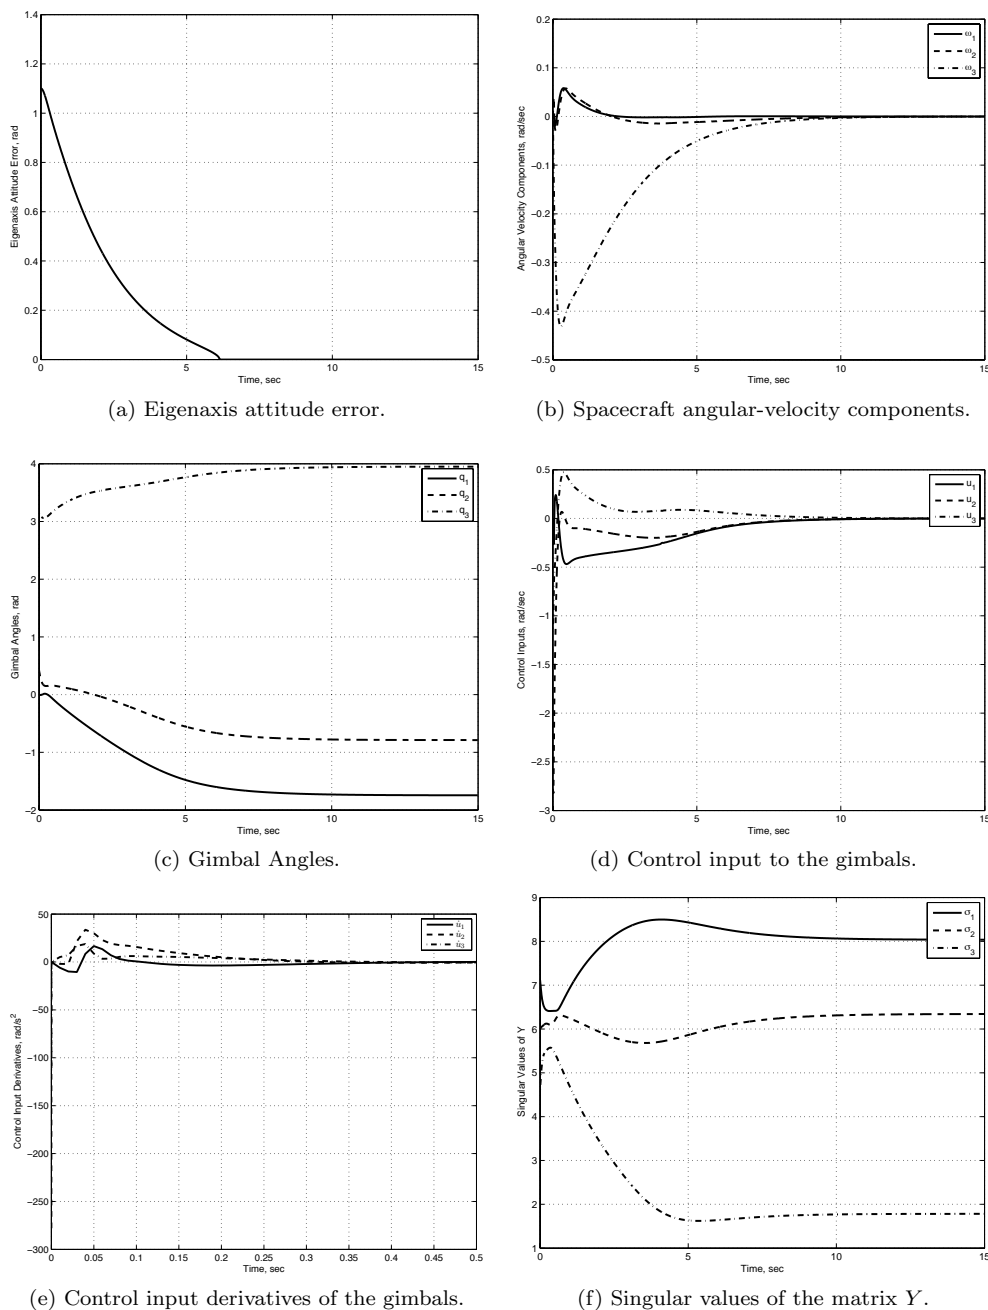 1.4
1.2
1
0.8
0.6
0.4
0.2
0
Eigenaxis Attitude Error, rad
0 5 10 15
Time, sec
(a) Eigenaxis attitude error.
0.2
0.1
0
−0.1
−0.2
−0.3
−0.4
−0.5
Angular Velocity Components, rad/sec
ω1
ω2
ω3
0 5 10 15
Time, sec
(b) Spacecraft angular-velocity components.
4
3
2
1
0
−1
−2
Gimbal Angles, rad
q1
q2
q3
0 5 10 15
Time, sec
(c) Gimbal Angles.
0.5
0
−0.5
−1
−1.5
−2
−2.5
−3
Control Inputs, rad/sec
u1
u2
u3
0 5 10 15
Time, sec
(d) Control input to the gimbals.
50
0
−50
−100
−150
−200
−250
−300
Control Input Derivatives, rad/s²
u̇1
u̇2
u̇3
0 0.05 0.1 0.15 0.2 0.25 0.3 0.35 0.4 0.45 0.5
Time, sec
(e) Control input derivatives of the gimbals.
9
8
7
6
5
4
3
2
1
Singular Values of Y
σ1
σ2
σ3
0 5 10 15
Time, sec
(f) Singular values of the matrix Y.